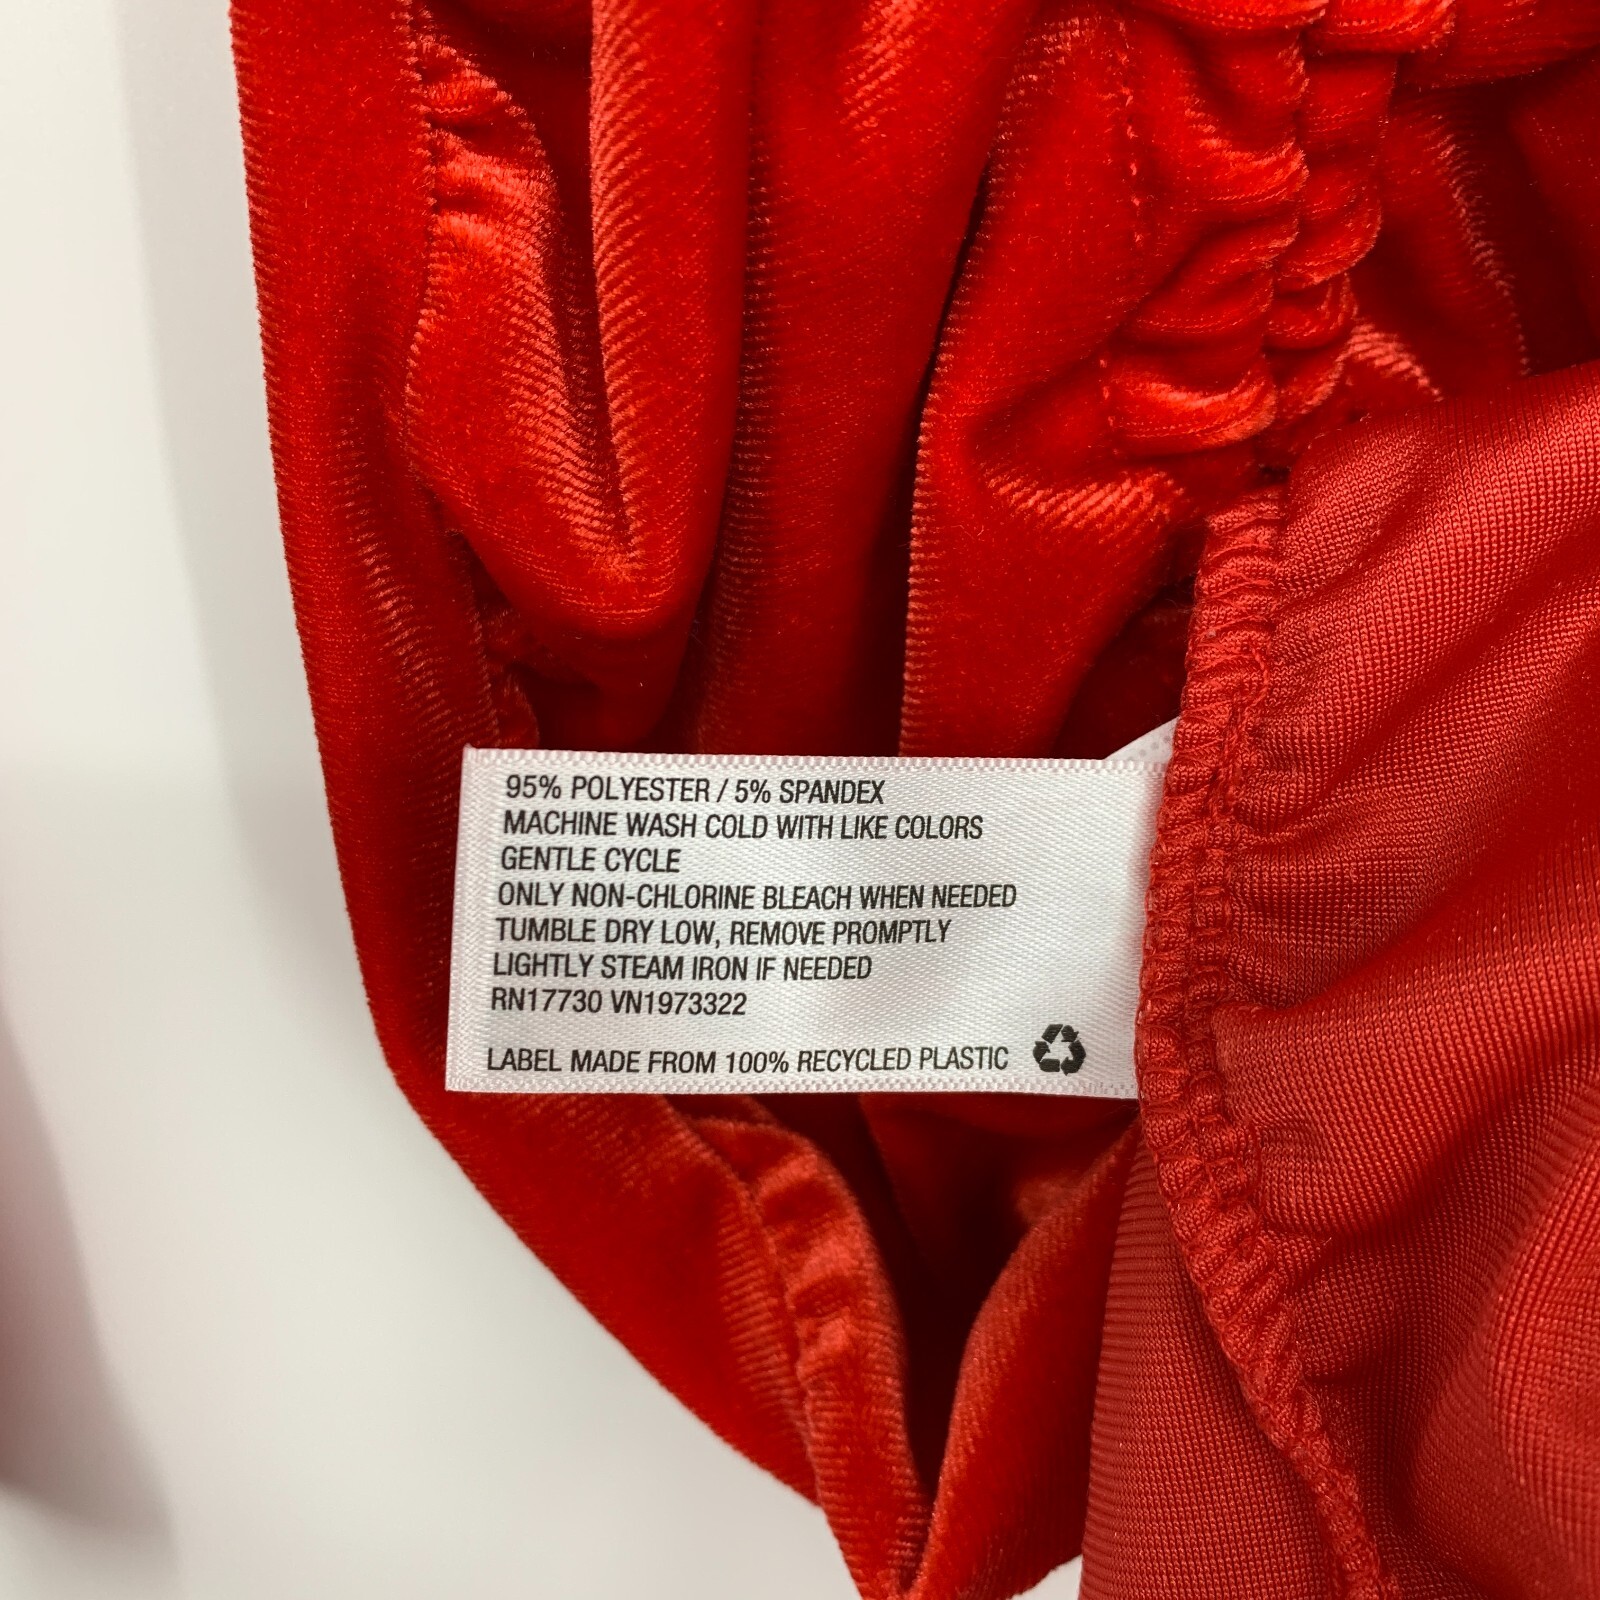 95% POLYESTER / 5% SPANDEX
MACHINE WASH COLD WITH LIKE COLORS
GENTLE CYCLE
ONLY NON-CHLORINE BLEACH WHEN NEEDED
TUMBLE DRY LOW, REMOVE PROMPTLY
LIGHTLY STEAM IRON IF NEEDED
RN17730 VN1973322
LABEL MADE FROM 100% RECYCLED PLASTIC